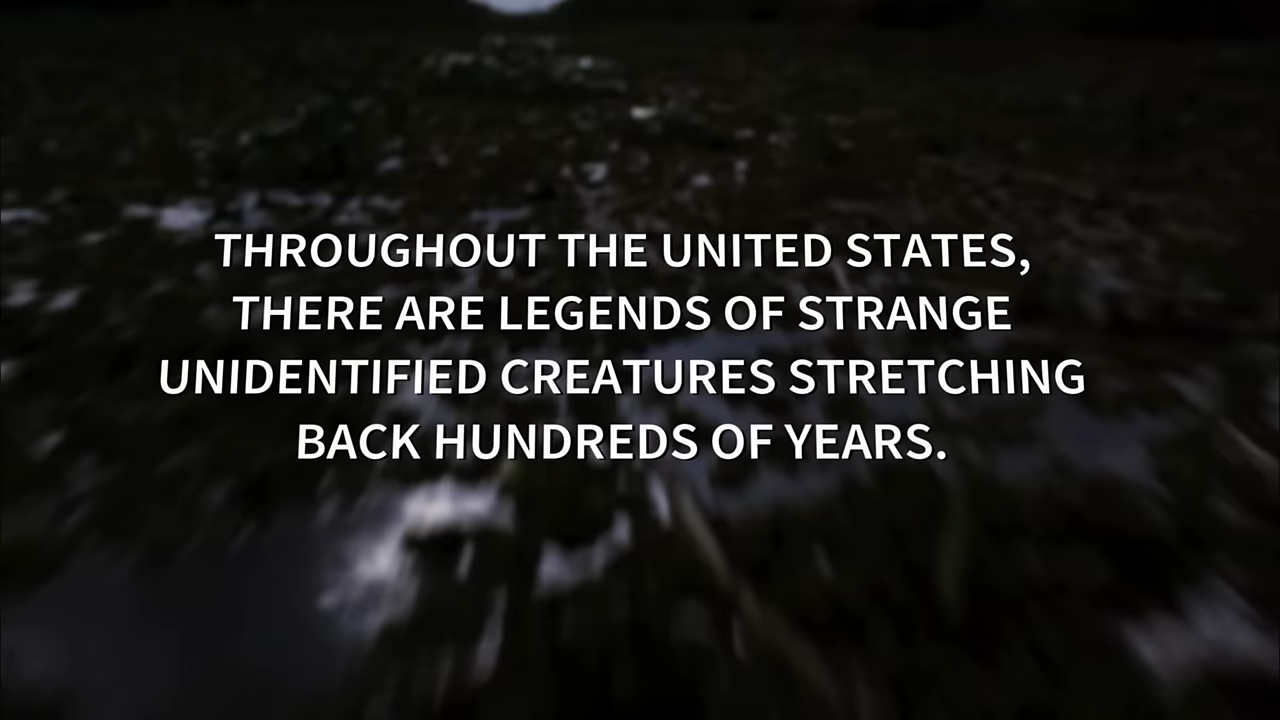 THROUGHOUT THE UNITED STATES,
THERE ARE LEGENDS OF STRANGE
UNIDENTIFIED CREATURES STRETCHING
BACK HUNDREDS OF YEARS.